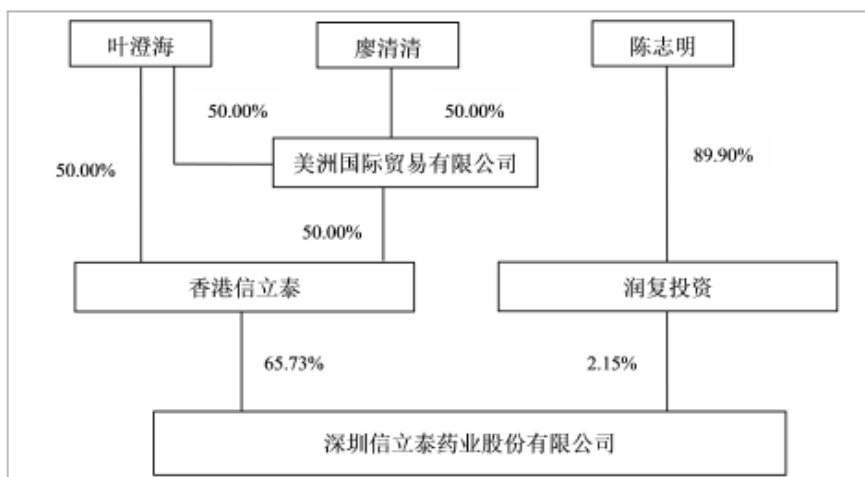 叶澄海
廖清清
陈志明
50.00%
50.00%
美洲国际贸易有限公司
89.90%
50.00%
50.00%
香港信立泰
润复投资
65.73%
2.15%
深圳信立泰药业股份有限公司